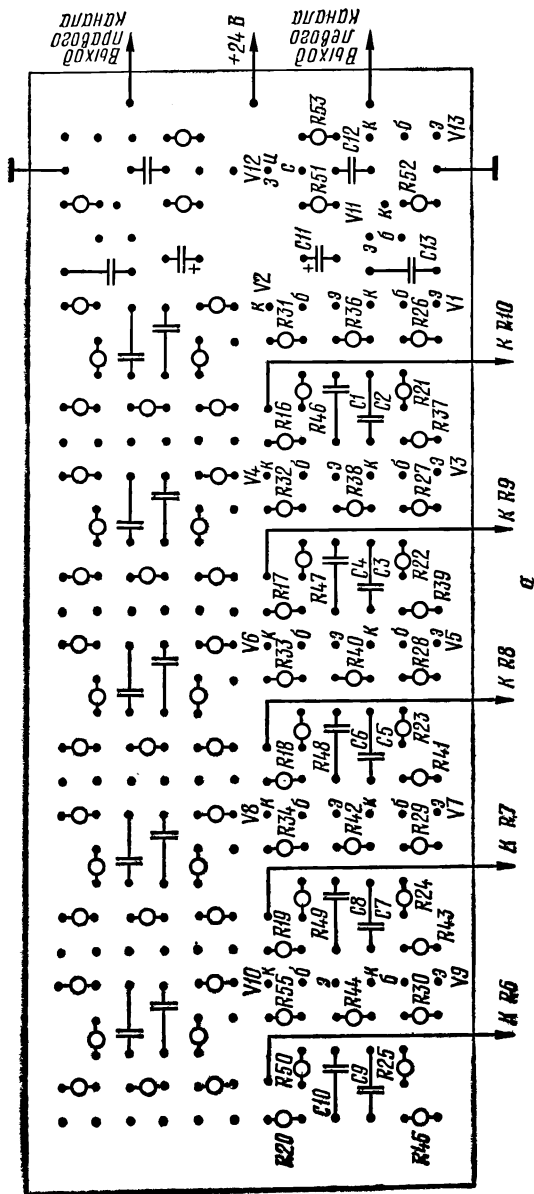 Выход
правого
канала
+24 В
Выход
левого
канала
R53
V12
з
и
с
R51
C12
к
б
э
V13
V11
к
R52
э
б
C11
+
+
C13
V2
к
R31
б
э
R36
к
б
R26
э
V1
К R10
R16
R46
C1
C2
R21
R37
V4
к
R32
б
э
R38
к
б
R27
э
V3
К R9
R17
R47
C4
C3
R22
R39
V6
к
R33
б
э
R40
к
б
R28
э
V5
К R8
R18
R48
C6
C5
R23
R41
V8
к
R34
б
э
R42
к
б
R29
э
V7
К R7
R19
R49
C8
C7
R24
R43
V10
к
R55
б
э
R44
к
б
R30
э
V9
К R6
R50
R20
C10
C9
R25
R45
а